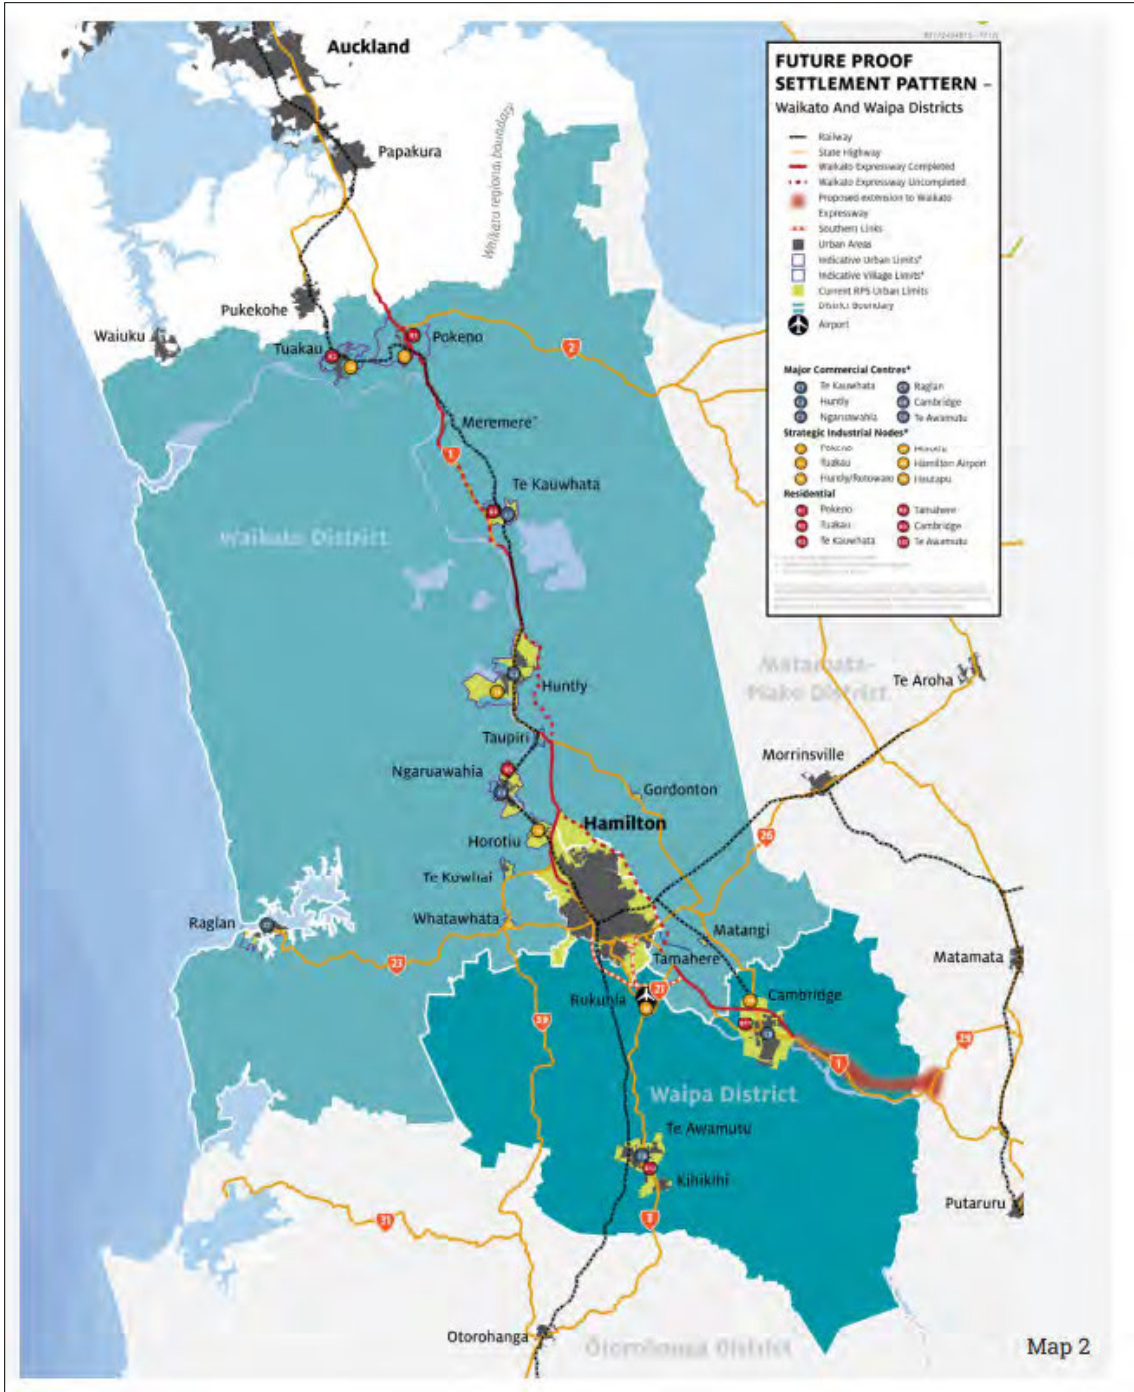 Auckland
Papakura
Waikato regional boundary
Pukekohe
Waiuku
Tuakau
Pokeno
2
Meremere*
1
Te Kauwhata
Waikato District
Huntly
Taupiri
Ngaruawahia
Gordonton
Hamilton
Horotiu
Te Kowhai
Whatawhata
Raglan
23
Matangi
Tamahere
Rukuhia
21
39
Cambridge
1
29
Waipa District
Te Awamutu
Kihikihi
3
31
Otorohanga
Otorohanga District
Matamata-
Piako District
Te Aroha
Morrinsville
26
Matamata
Putaruru
Map 2
FUTURE PROOF
SETTLEMENT PATTERN –
Waikato And Waipa Districts
Railway
State Highway
Waikato Expressway Completed
Waikato Expressway Uncompleted
Proposed extension to Waikato
Expressway
Southern Links
Urban Areas
Indicative Urban Limits*
Indicative Village Limits*
Current RPS Urban Limits
District Boundary
Airport
Major Commercial Centres*
Te Kauwhata Raglan
Huntly Cambridge
Ngaruawahia Te Awamutu
Strategic Industrial Nodes*
Pokeno Horotiu
Tuakau Hamilton Airport
Huntly/Rotowaro Hautapu
Residential
Pokeno Tamahere
Tuakau Cambridge
Te Kauwhata Te Awamutu